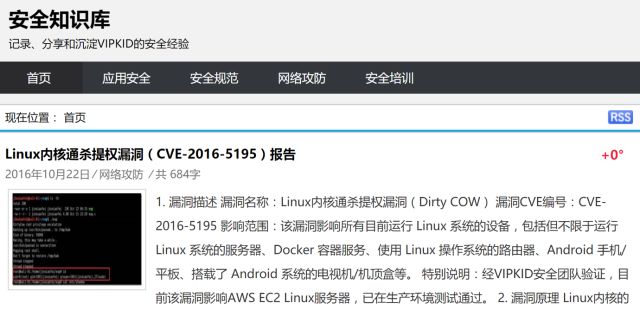 安全知识库
记录、分享和沉淀VIPKID的安全经验
首页 应用安全 安全规范 网络攻防 安全培训
现在位置： 首页 RSS
Linux内核通杀提权漏洞（CVE-2016-5195）报告 +0°
2016年10月22日 / 网络攻防 / 共 684字
1. 漏洞描述 漏洞名称：Linux内核通杀提权漏洞（Dirty COW ） 漏洞CVE编号：CVE-
2016-5195 影响范围：该漏洞影响所有目前运行 Linux 系统的设备，包括但不限于运行
Linux 系统的服务器、Docker 容器服务、使用 Linux 操作系统的路由器、Android 手机/
平板、搭载了 Android 系统的电视机/机顶盒等。 特别说明：经VIPKID安全团队验证，目
前该漏洞影响AWS EC2 Linux服务器，已在生产环境测试通过。 2. 漏洞原理 Linux内核的